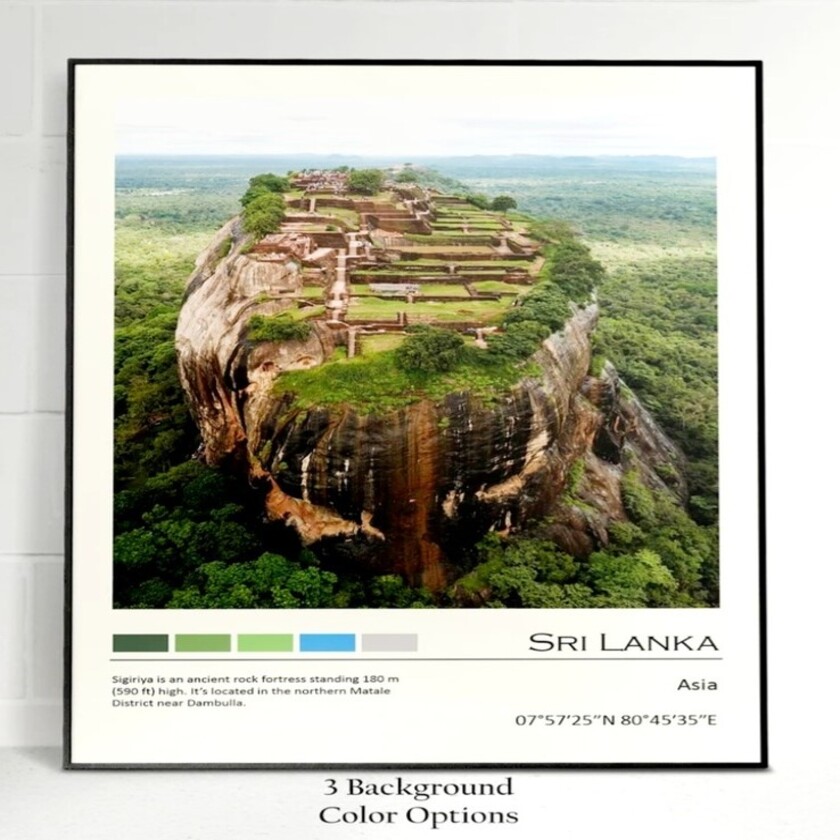 SRI LANKA
Sigiriya is an ancient rock fortress standing 180 m
(590 ft) high. It's located in the northern Matale
District near Dambulla.
Asia
07°57'25"N 80°45'35"E
3 Background
Color Options